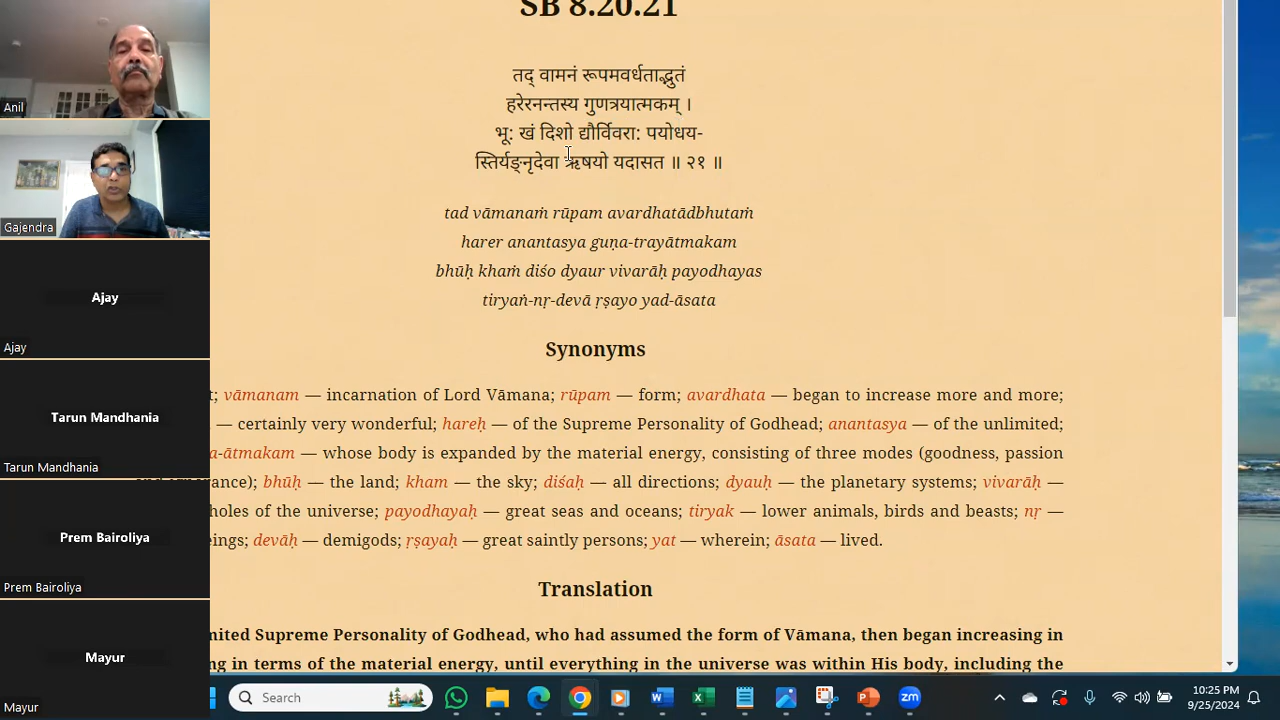 SB 8.20.21
तद् वामनं रूपमवर्धताद्भुतं
हरेरनन्तस्य गुणत्रयात्मकम् ।
भू: खं दिशो द्यौर्विवरा: पयोधय-
स्तिर्यङ्‌नृदेवा ऋषयो यदासत ॥ २१ ॥
tad vāmanaṁ rūpam avardhatādbhutaṁ
harer anantasya guṇa-trayātmakam
bhūḥ khaṁ diśo dyaur vivarāḥ payodhayas
tiryaṅ-nṛ-devā ṛṣayo yad-āsata
Synonyms
vāmanam — incarnation of Lord Vāmana; rūpam — form; avardhata — began to increase more and more;
— certainly very wonderful; hareḥ — of the Supreme Personality of Godhead; anantasya — of the unlimited;
a-ātmakam — whose body is expanded by the material energy, consisting of three modes (goodness, passion
bhūḥ — the land; kham — the sky; diśaḥ — all directions; dyauḥ — the planetary systems; vivarāḥ —
holes of the universe; payodhayaḥ — great seas and oceans; tiryak — lower animals, birds and beasts; nṛ —
eings; devāḥ — demigods; ṛṣayaḥ — great saintly persons; yat — wherein; āsata — lived.
Translation
mited Supreme Personality of Godhead, who had assumed the form of Vāmana, then began increasing in
ng in terms of the material energy, until everything in the universe was within His body, including the
Anil
Gajendra
Ajay
Ajay
Tarun Mandhania
Tarun Mandhania
Prem Bairoliya
Prem Bairoliya
Mayur
Mayur
Search
zm
10:25 PM
9/25/2024